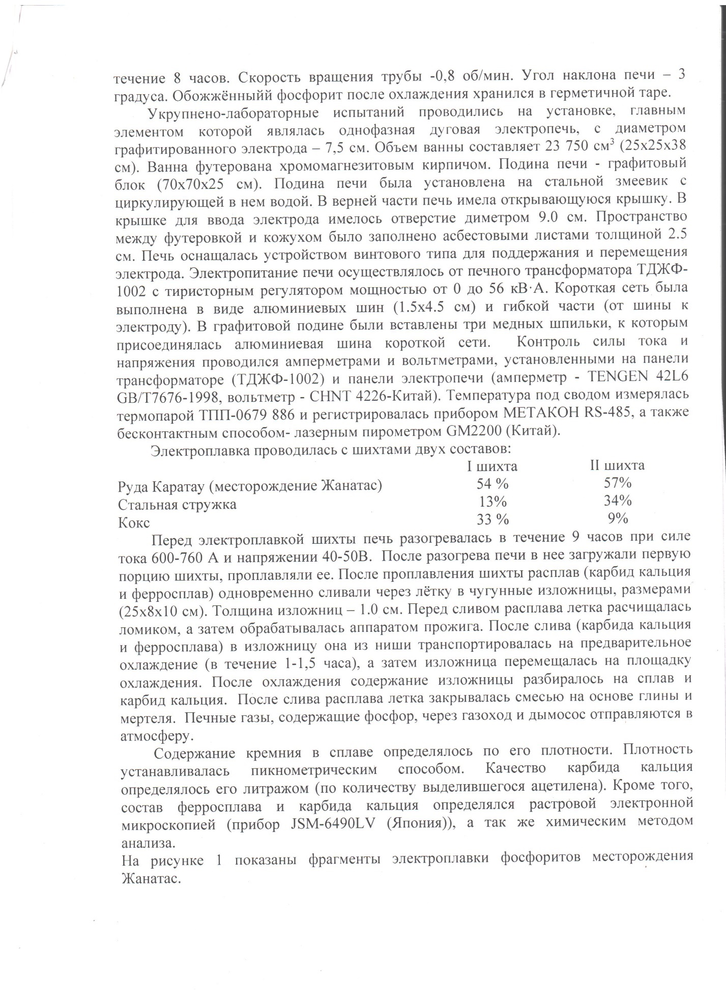 течение 8 часов. Скорость вращения трубы -0,8 об/мин. Угол наклона печи – 3
градуса. Обожжённыйй фосфорит после охлаждения хранился в герметичной таре.
Укрупнено-лабораторные испытаний проводились на установке, главным
элементом которой являлась однофазная дуговая электропечь, с диаметром
графитированного электрода – 7,5 см. Объем ванны составляет 23 750 см³ (25х25х38
см). Ванна футерована хромомагнезитовым кирпичом. Подина печи - графитовый
блок (70х70х25 см). Подина печи была установлена на стальной змеевик с
циркулирующей в нем водой. В верней части печь имела открывающуюся крышку. В
крышке для ввода электрода имелось отверстие диметром 9.0 см. Пространство
между футеровкой и кожухом было заполнено асбестовыми листами толщиной 2.5
см. Печь оснащалась устройством винтового типа для поддержания и перемещения
электрода. Электропитание печи осуществлялось от печного трансформатора ТДЖФ-
1002 с тиристорным регулятором мощностью от 0 до 56 кВ·А. Короткая сеть была
выполнена в виде алюминиевых шин (1.5х4.5 см) и гибкой части (от шины к
электроду). В графитовой подине были вставлены три медных шпильки, к которым
присоединялась алюминиевая шина короткой сети. Контроль силы тока и
напряжения проводился амперметрами и вольтметрами, установленными на панели
трансформаторе (ТДЖФ-1002) и панели электропечи (амперметр - TENGEN 42L6
GB/T7676-1998, вольтметр - CHNT 4226-Китай). Температура под сводом измерялась
термопарой ТПП-0679 886 и регистрировалась прибором МЕТАКОН RS-485, а также
бесконтактным способом- лазерным пирометром GM2200 (Китай).
Электроплавка проводилась с шихтами двух составов:
I шихта II шихта
Руда Каратау (месторождение Жанатас) 54 % 57%
Стальная стружка 13% 34%
Кокс 33 % 9%
Перед электроплавкой шихты печь разогревалась в течение 9 часов при силе
тока 600-760 А и напряжении 40-50В. После разогрева печи в нее загружали первую
порцию шихты, проплавляли ее. После проплавления шихты расплав (карбид кальция
и ферросплав) одновременно сливали через лётку в чугунные изложницы, размерами
(25х8х10 см). Толщина изложниц – 1.0 см. Перед сливом расплава летка расчищалась
ломиком, а затем обрабатывалась аппаратом прожига. После слива (карбида кальция
и ферросплава) в изложницу она из ниши транспортировалась на предварительное
охлаждение (в течение 1-1,5 часа), а затем изложница перемещалась на площадку
охлаждения. После охлаждения содержание изложницы разбиралось на сплав и
карбид кальция. После слива расплава летка закрывалась смесью на основе глины и
мертеля. Печные газы, содержащие фосфор, через газоход и дымосос отправляются в
атмосферу.
Содержание кремния в сплаве определялось по его плотности. Плотность
устанавливалась пикнометрическим способом. Качество карбида кальция
определялось его литражом (по количеству выделившегося ацетилена). Кроме того,
состав ферросплава и карбида кальция определялся растровой электронной
микроскопией (прибор JSM-6490LV (Япония)), а так же химическим методом
анализа.
На рисунке 1 показаны фрагменты электроплавки фосфоритов месторождения
Жанатас.